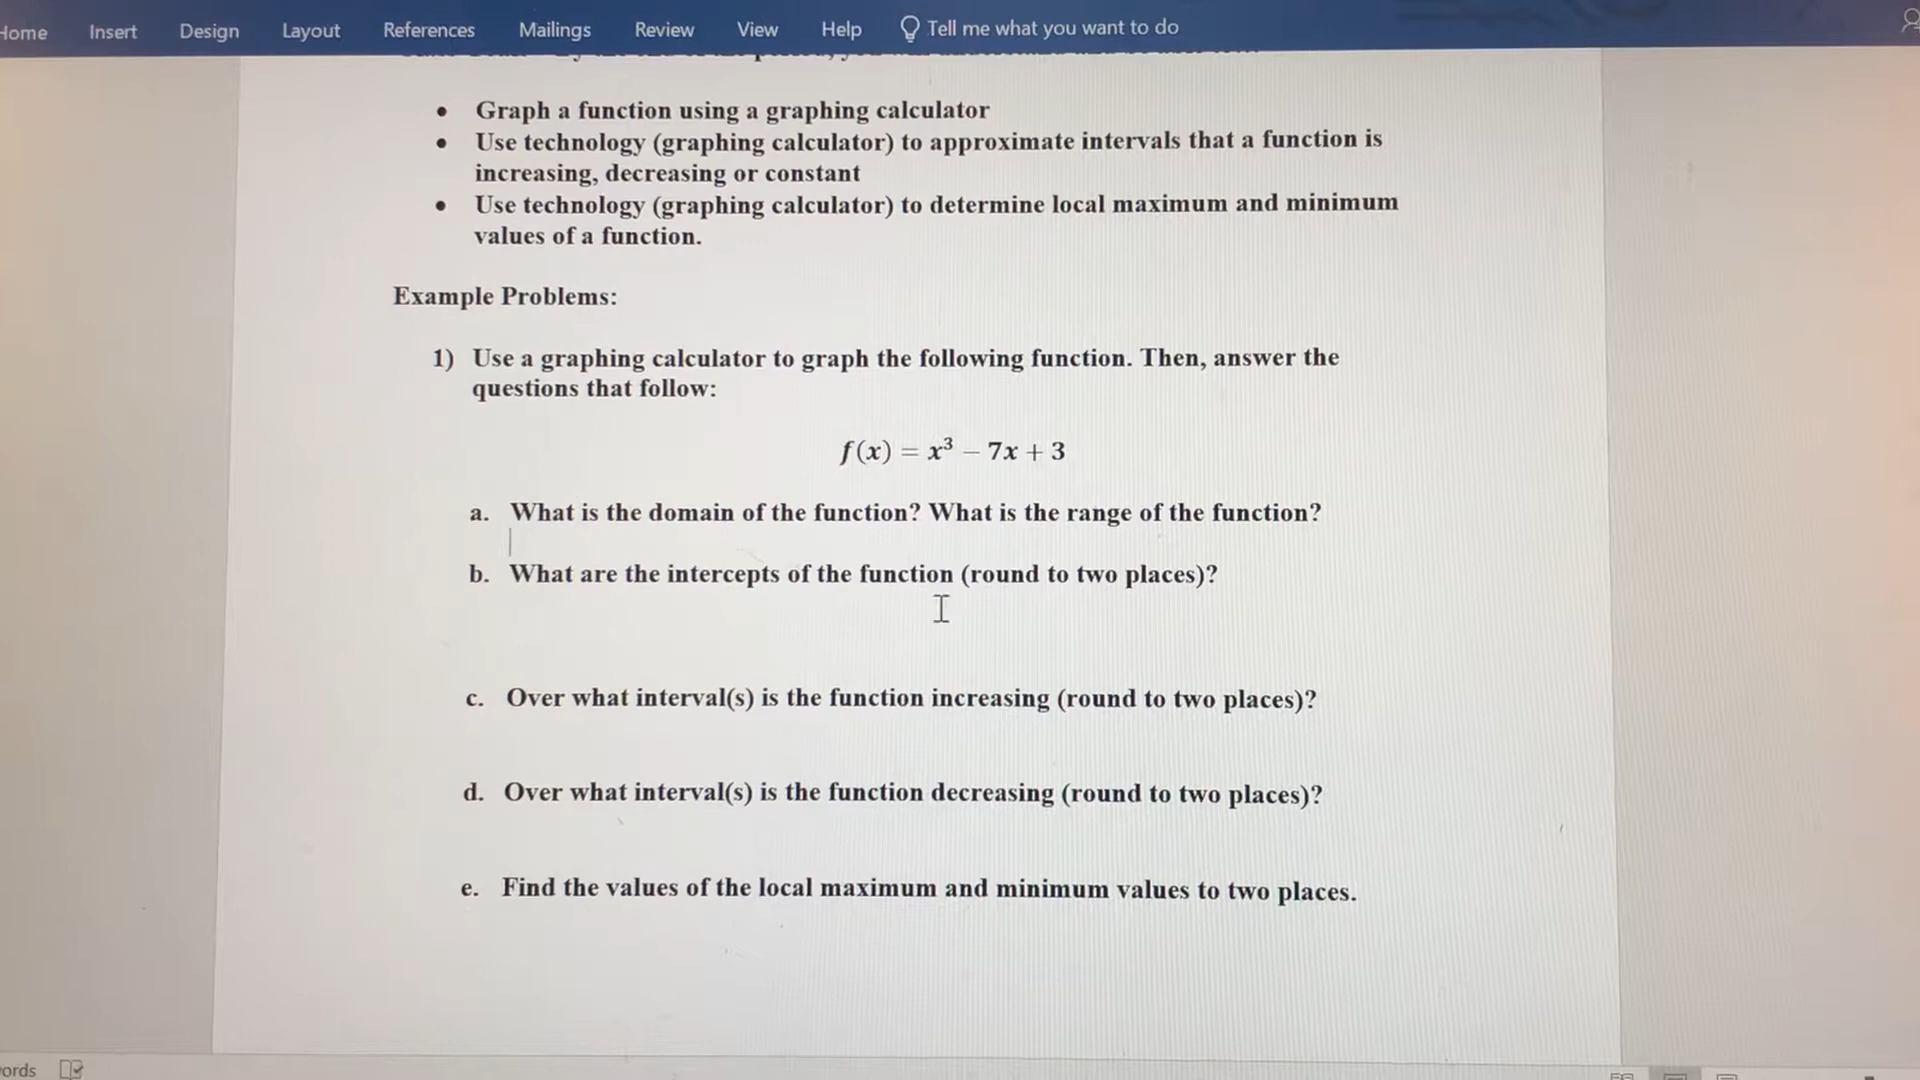 Home Insert Design Layout References Mailings Review View Help Tell me what you want to do
• Graph a function using a graphing calculator
• Use technology (graphing calculator) to approximate intervals that a function is
increasing, decreasing or constant
• Use technology (graphing calculator) to determine local maximum and minimum
values of a function.
Example Problems:
1) Use a graphing calculator to graph the following function. Then, answer the
questions that follow:
f(x) = x³ − 7x + 3
a. What is the domain of the function? What is the range of the function?
b. What are the intercepts of the function (round to two places)?
c. Over what interval(s) is the function increasing (round to two places)?
d. Over what interval(s) is the function decreasing (round to two places)?
e. Find the values of the local maximum and minimum values to two places.
ords